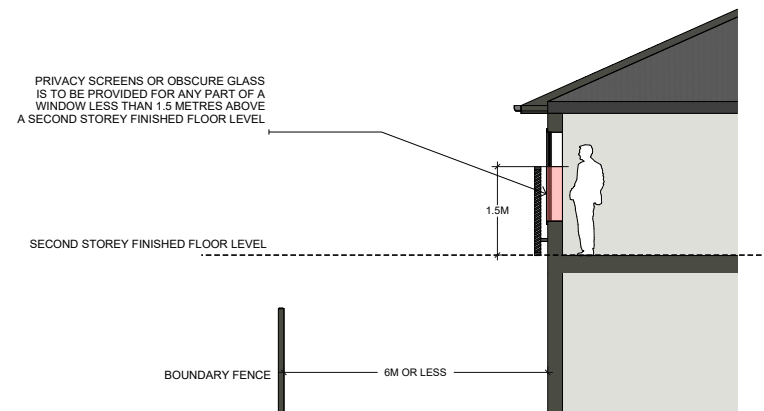 PRIVACY SCREENS OR OBSCURE GLASS
IS TO BE PROVIDED FOR ANY PART OF A
WINDOW LESS THAN 1.5 METRES ABOVE
A SECOND STOREY FINISHED FLOOR LEVEL
1.5M
SECOND STOREY FINISHED FLOOR LEVEL
BOUNDARY FENCE
6M OR LESS